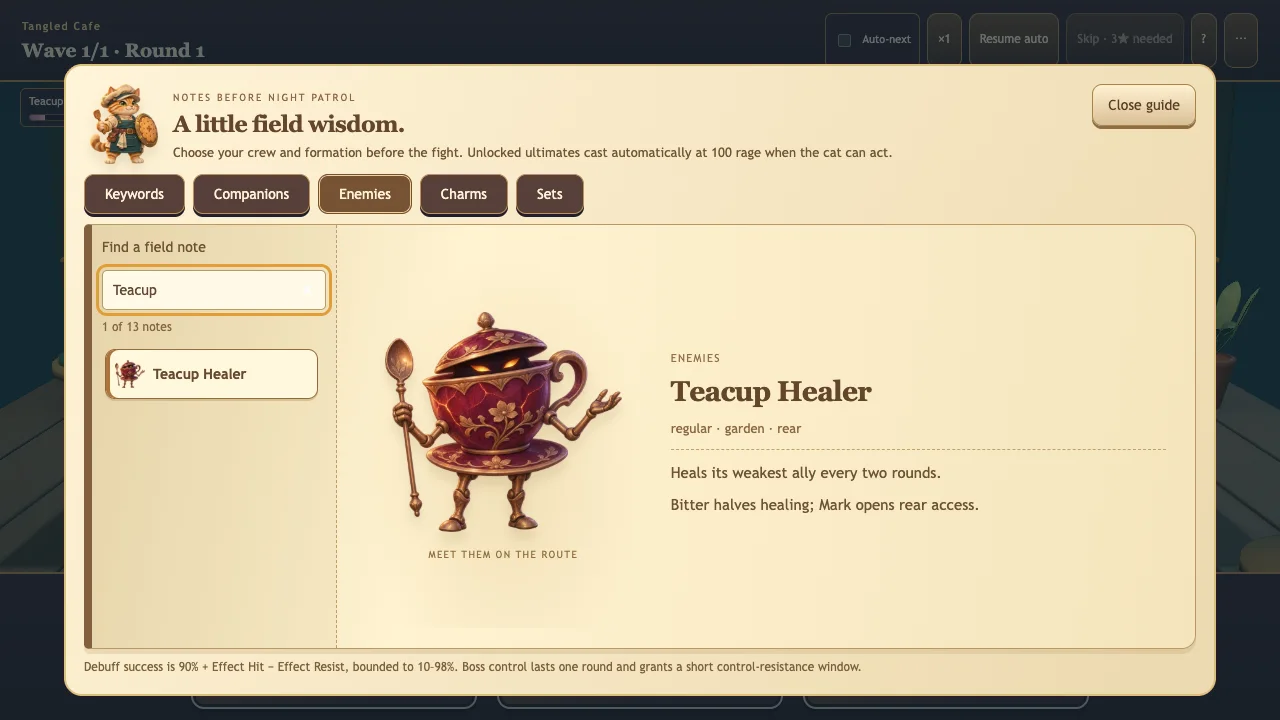 Tangled Cafe
Wave 1/1 · Round 1
Auto-next
×1
Resume auto
Skip · 3★ needed
?
...
Teacup
NOTES BEFORE NIGHT PATROL
A little field wisdom.
Choose your crew and formation before the fight. Unlocked ultimates cast automatically at 100 rage when the cat can act.
Close guide
Keywords
Companions
Enemies
Charms
Sets
Find a field note
Teacup
1 of 13 notes
Teacup Healer
MEET THEM ON THE ROUTE
ENEMIES
Teacup Healer
regular · garden · rear
Heals its weakest ally every two rounds.
Bitter halves healing; Mark opens rear access.
Debuff success is 90% + Effect Hit − Effect Resist, bounded to 10–98%. Boss control lasts one round and grants a short control-resistance window.